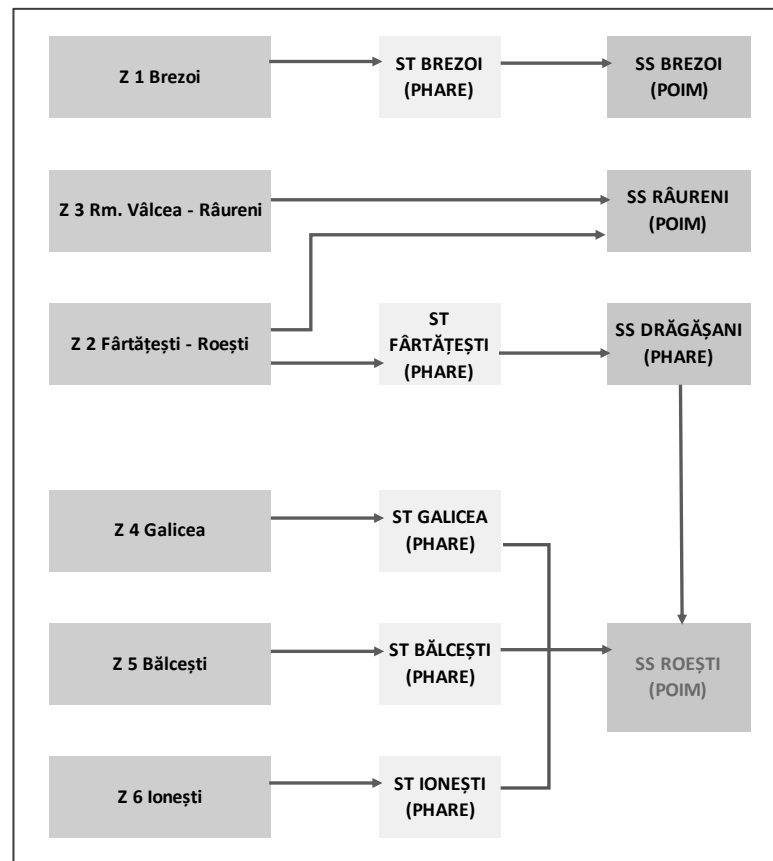 Z 1 Brezoi
ST BREZOI
(PHARE)
SS BREZOI
(POIM)
Z 3 Rm. Vâlcea - Râureni
SS RÂURENI
(POIM)
Z 2 Fârtățești - Roești
ST
FÂRTĂȚEȘTI
(PHARE)
SS DRĂGĂȘANI
(PHARE)
Z 4 Galicea
ST GALICEA
(PHARE)
Z 5 Bălcești
ST BĂLCEȘTI
(PHARE)
SS ROEȘTI
(POIM)
Z 6 Ionești
ST IONEȘTI
(PHARE)